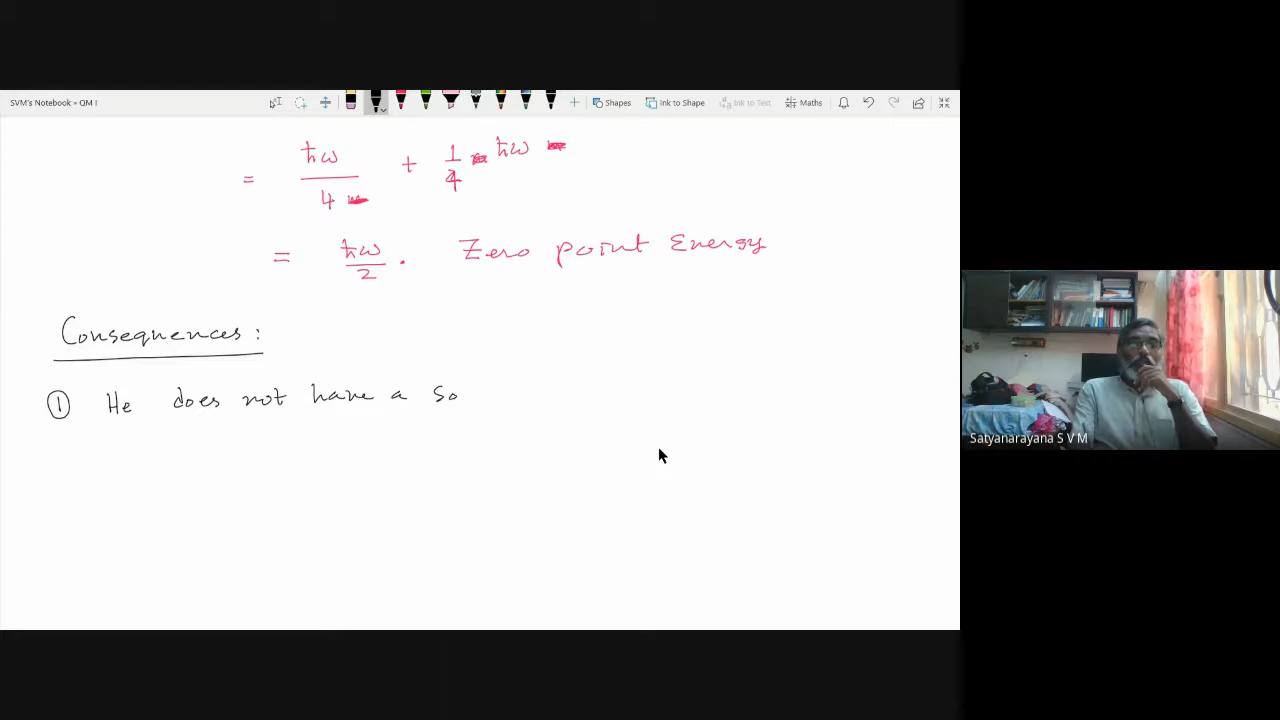 SVM's Notebook » QM I
Shapes
Ink to Shape
Ink to Text
Maths
= ħω/4 + 1/4 ħω
= ħω/2 . Zero point Energy
Consequences :
① He does not have a so
Satyanarayana S V M